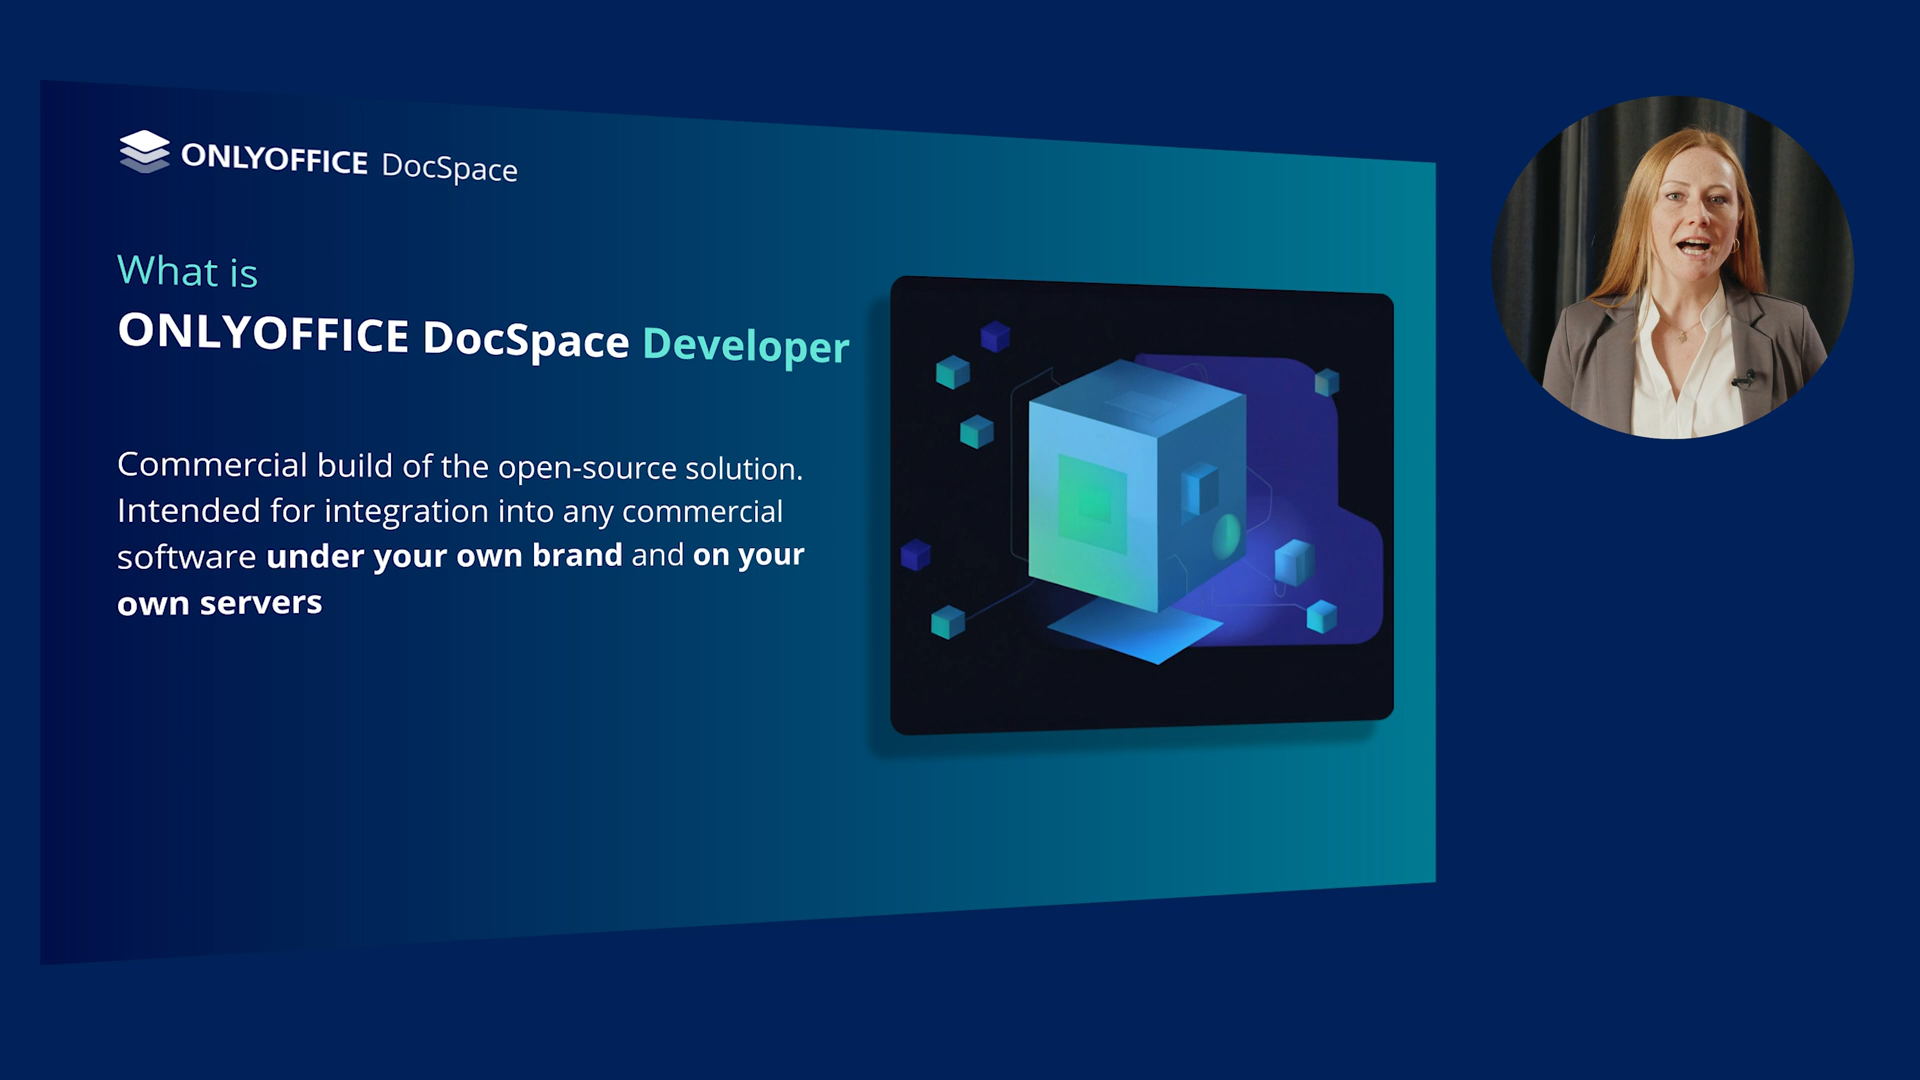 ONLYOFFICE DocSpace
What is
ONLYOFFICE DocSpace Developer
Commercial build of the open-source solution.
Intended for integration into any commercial
software under your own brand and on your
own servers